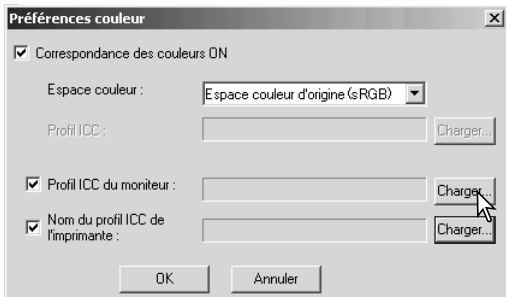 Préférences couleur
Correspondance des couleurs ON
Espace couleur :
Espace couleur d'origine (sRGB)
Profil ICC :
Charger...
Profil ICC du moniteur :
Charger...
Nom du profil ICC de
l'imprimante :
Charger...
OK
Annuler